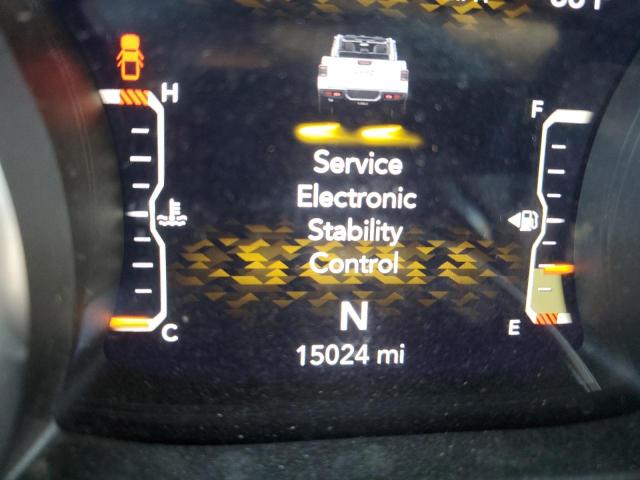 H
F
Service
Electronic
Stability
Control
N
E
C
15024 mi